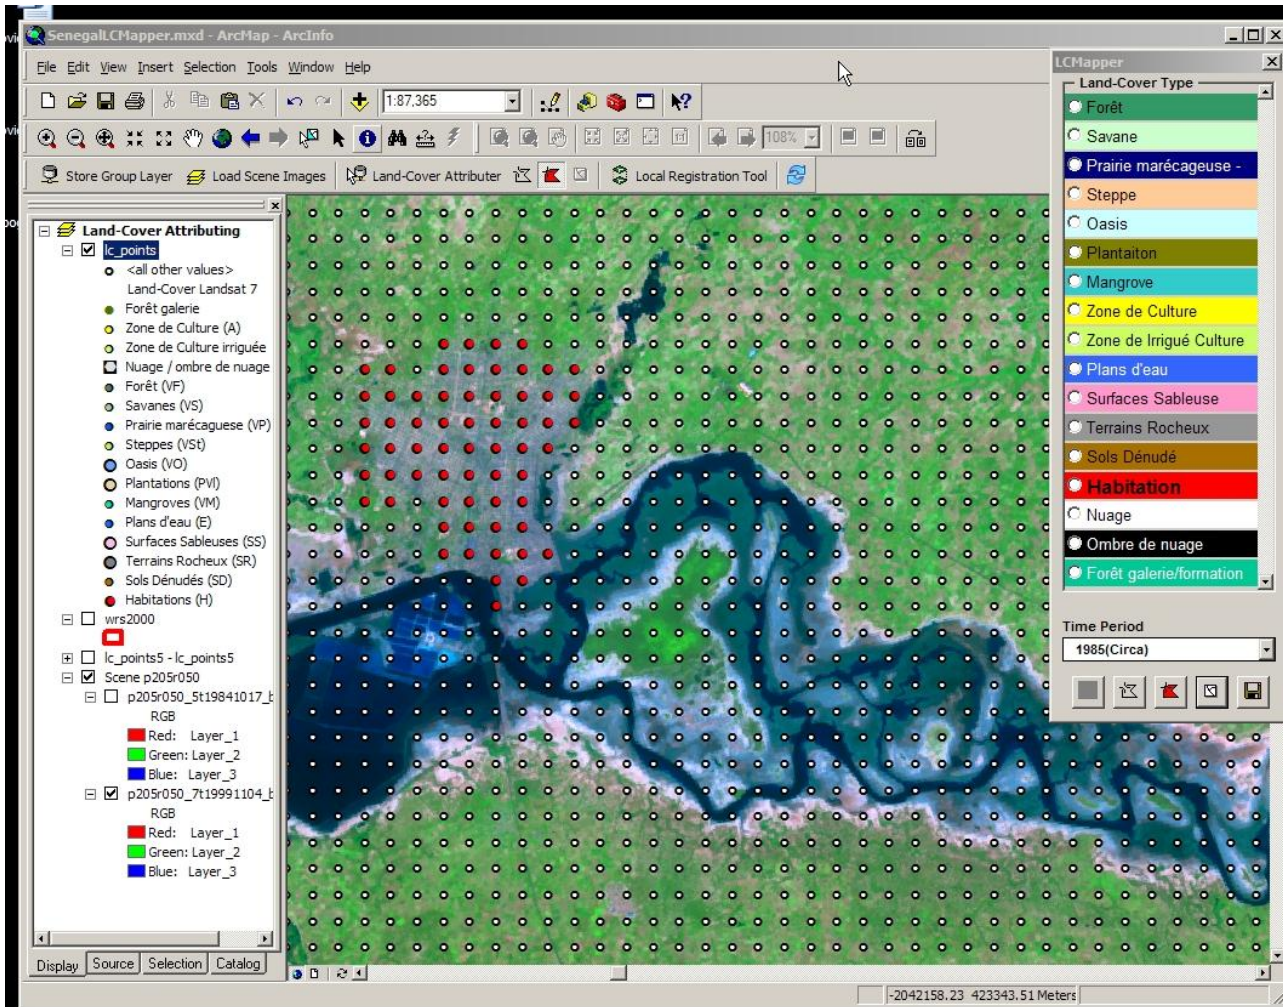 SenegalLCMapper.mxd - ArcMap - ArcInfo
File Edit View Insert Selection Tools Window Help
1:87,365
108%
Store Group Layer Load Scene Images Land-Cover Attributer Local Registration Tool
Land-Cover Attributing
lc_points
<all other values>
Land-Cover Landsat 7
Forêt galerie
Zone de Culture (A)
Zone de Culture irriguée
Nuage / ombre de nuage
Forêt (VF)
Savanes (VS)
Prairie marécaguese (VP)
Steppes (VSt)
Oasis (VO)
Plantations (PVI)
Mangroves (VM)
Plans d'eau (E)
Surfaces Sableuses (SS)
Terrains Rocheux (SR)
Sols Dénudés (SD)
Habitations (H)
wrs2000
lc_points5 - lc_points5
Scene p205r050
p205r050_5t19841017_b
RGB
Red: Layer_1
Green: Layer_2
Blue: Layer_3
p205r050_7t19991104_b
RGB
Red: Layer_1
Green: Layer_2
Blue: Layer_3
Display Source Selection Catalog
LCMapper
Land-Cover Type
Forêt
Savane
Prairie marécageuse -
Steppe
Oasis
Plantaiton
Mangrove
Zone de Culture
Zone de Irrigué Culture
Plans d'eau
Surfaces Sableuse
Terrains Rocheux
Sols Dénudé
Habitation
Nuage
Ombre de nuage
Forêt galerie/formation
Time Period
1985(Circa)
-2042158.23 423343.51 Meters